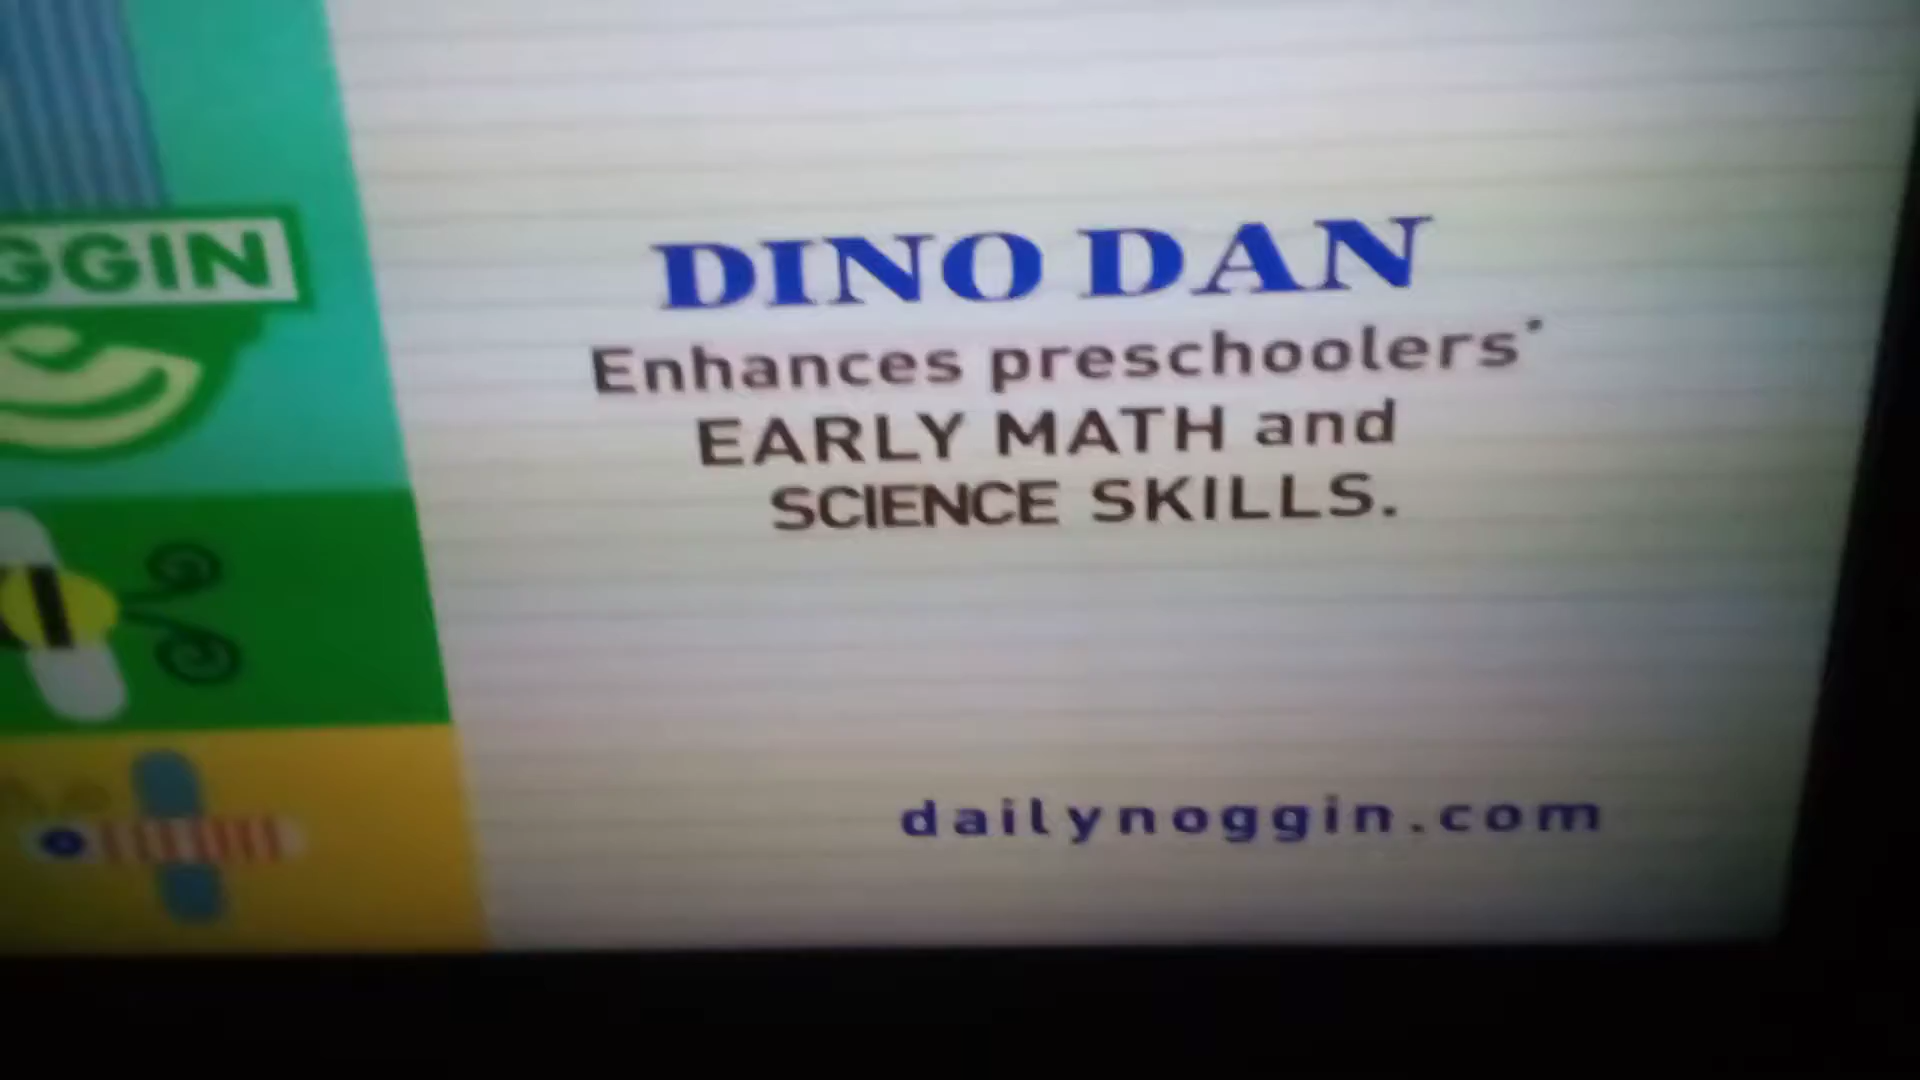 GGIN
DINO DAN
Enhances preschoolers'
EARLY MATH and
SCIENCE SKILLS.
dailynoggin.com